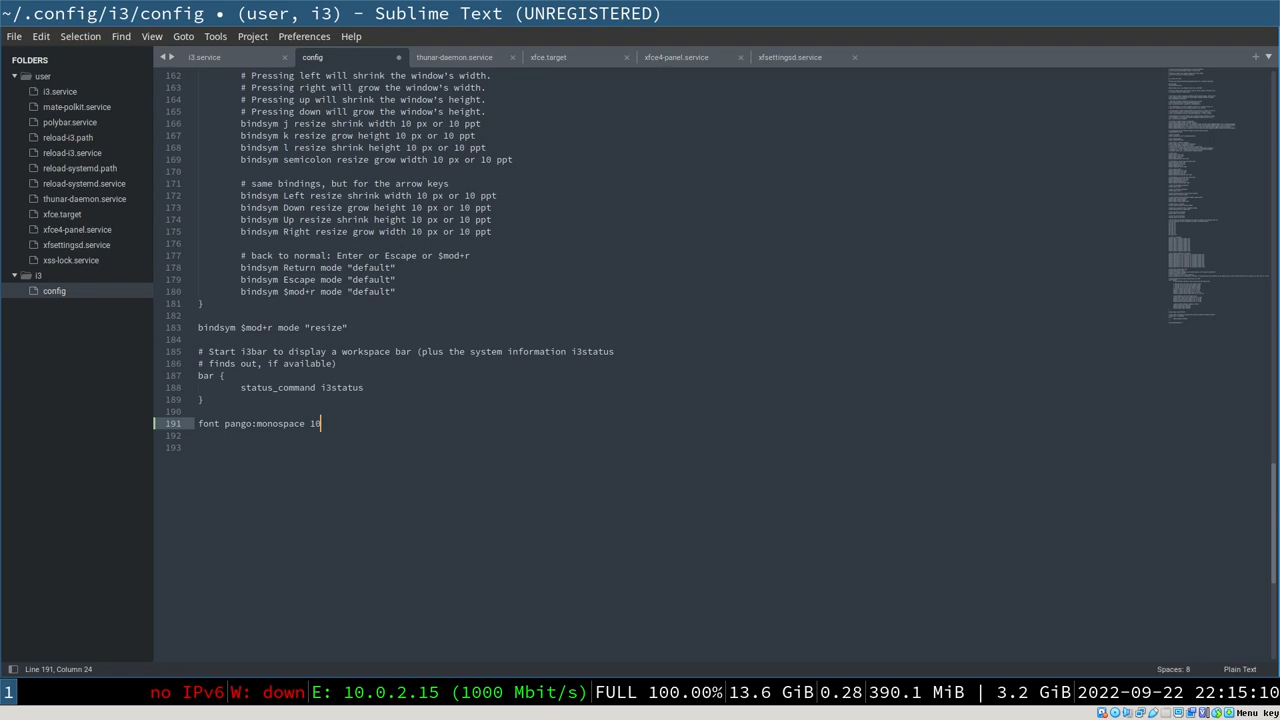 ~/.config/i3/config • (user, i3) - Sublime Text (UNREGISTERED)
File Edit Selection Find View Goto Tools Project Preferences Help
FOLDERS
user
i3.service
mate-polkit.service
polybar.service
reload-i3.path
reload-i3.service
reload-systemd.path
reload-systemd.service
thunar-daemon.service
xfce.target
xfce4-panel.service
xfsettingsd.service
xss-lock.service
i3
config
i3.service config thunar-daemon.service xfce.target xfce4-panel.service xfsettingsd.service
162 # Pressing left will shrink the window's width.
163 # Pressing right will grow the window's width.
164 # Pressing up will shrink the window's height.
165 # Pressing down will grow the window's height.
166 bindsym j resize shrink width 10 px or 10 ppt
167 bindsym k resize grow height 10 px or 10 ppt
168 bindsym l resize shrink height 10 px or 10 ppt
169 bindsym semicolon resize grow width 10 px or 10 ppt
170
171 # same bindings, but for the arrow keys
172 bindsym Left resize shrink width 10 px or 10 ppt
173 bindsym Down resize grow height 10 px or 10 ppt
174 bindsym Up resize shrink height 10 px or 10 ppt
175 bindsym Right resize grow width 10 px or 10 ppt
176
177 # back to normal: Enter or Escape or $mod+r
178 bindsym Return mode "default"
179 bindsym Escape mode "default"
180 bindsym $mod+r mode "default"
181 }
182
183 bindsym $mod+r mode "resize"
184
185 # Start i3bar to display a workspace bar (plus the system information i3status
186 # finds out, if available)
187 bar {
188 status_command i3status
189 }
190
191 font pango:monospace 10
192
193
Line 191, Column 24 Spaces: 8 Plain Text
1 no IPv6|W: down|E: 10.0.2.15 (1000 Mbit/s)|FULL 100.00%|13.6 GiB|0.28|390.1 MiB | 3.2 GiB|2022-09-22 22:15:10
Menu key